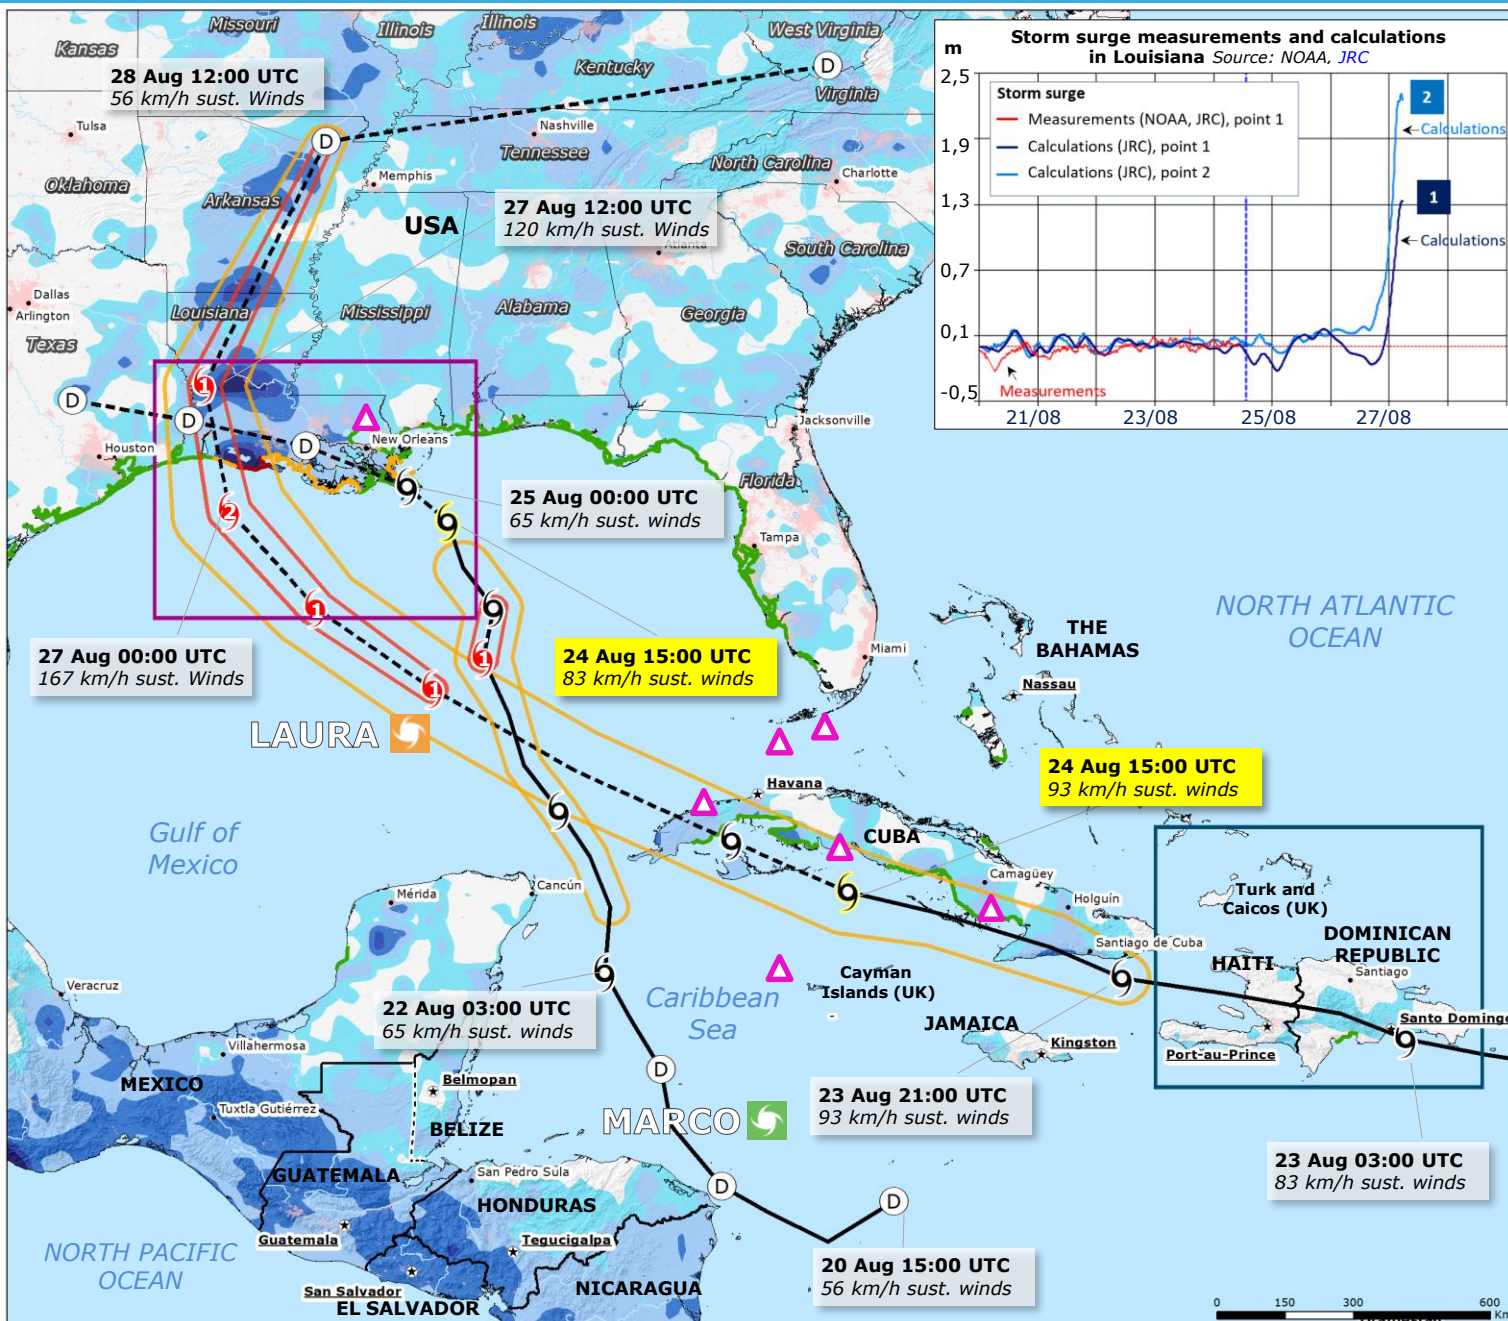 Missouri
Illinois
Illinois
West Virginia
Kansas
Kentucky
Virginia
28 Aug 12:00 UTC
56 km/h sust. Winds
D
D
Tulsa
Nashville
Tennessee
North Carolina
Memphis
Charlotte
Oklahoma
Arkansas
USA
27 Aug 12:00 UTC
120 km/h sust. Winds
Atlanta
South Carolina
Dallas
Arlington
Louisiana
Mississippi
Alabama
Georgia
Texas
Storm surge measurements and calculations
in Louisiana Source: NOAA, JRC
m
2,5
1,9
1,3
0,7
0,1
-0,5
Storm surge
Measurements (NOAA, JRC), point 1
Calculations (JRC), point 1
Calculations (JRC), point 2
2
Calculations
1
Calculations
Measurements
21/08
23/08
25/08
27/08
1
D
D
D
New Orleans
Jacksonville
Houston
Florida
25 Aug 00:00 UTC
65 km/h sust. winds
2
Tampa
1
1
1
NORTH ATLANTIC
OCEAN
THE
BAHAMAS
Miami
Nassau
27 Aug 00:00 UTC
167 km/h sust. Winds
24 Aug 15:00 UTC
83 km/h sust. winds
LAURA
24 Aug 15:00 UTC
93 km/h sust. winds
Havana
Gulf of
Mexico
CUBA
Cancún
Mérida
Camagüey
Holguín
Turk and
Caicos (UK)
Santiago de Cuba
DOMINICAN
REPUBLIC
HAITI
Santiago
Veracruz
22 Aug 03:00 UTC
65 km/h sust. winds
Caribbean
Sea
Cayman
Islands (UK)
JAMAICA
Kingston
Port-au-Prince
Santo Domingo
Villahermosa
MEXICO
Belmopan
D
Tuxtla Gutiérrez
BELIZE
MARCO
23 Aug 21:00 UTC
93 km/h sust. winds
GUATEMALA
San Pedro Sula
HONDURAS
D
D
23 Aug 03:00 UTC
83 km/h sust. winds
Guatemala
Tegucigalpa
NORTH PACIFIC
OCEAN
San Salvador
EL SALVADOR
NICARAGUA
20 Aug 15:00 UTC
56 km/h sust. winds
0
150
300
600
Km